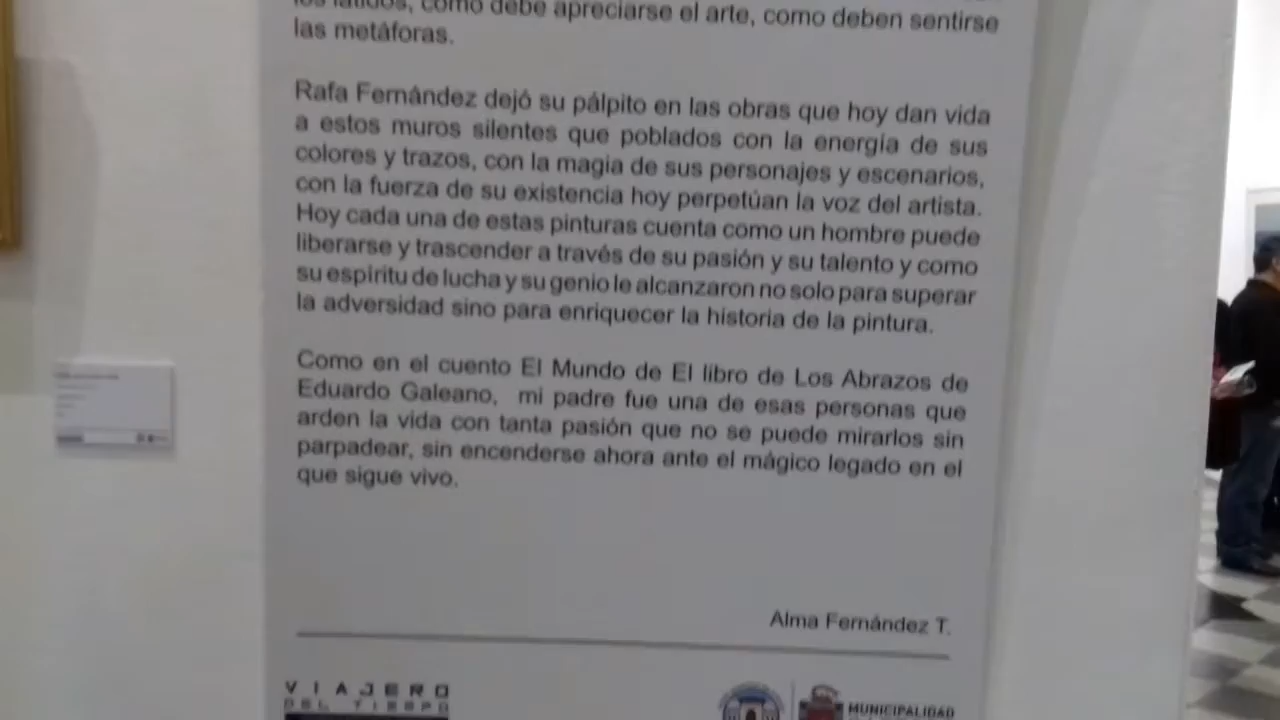 los latidos, como debe apreciarse el arte, como deben sentirse
las metáforas.
Rafa Fernández dejó su pálpito en las obras que hoy dan vida
a estos muros silentes que poblados con la energía de sus
colores y trazos, con la magia de sus personajes y escenarios,
con la fuerza de su existencia hoy perpetúan la voz del artista.
Hoy cada una de estas pinturas cuenta como un hombre puede
liberarse y trascender a través de su pasión y su talento y como
su espíritu de lucha y su genio le alcanzaron no solo para superar
la adversidad sino para enriquecer la historia de la pintura.
Como en el cuento El Mundo de El libro de Los Abrazos de
Eduardo Galeano, mi padre fue una de esas personas que
arden la vida con tanta pasión que no se puede mirarlos sin
parpadear, sin encenderse ahora ante el mágico legado en el
que sigue vivo.
Alma Fernández T.
VIAJERO
DEL TIEMPO
MUNICIPALIDAD